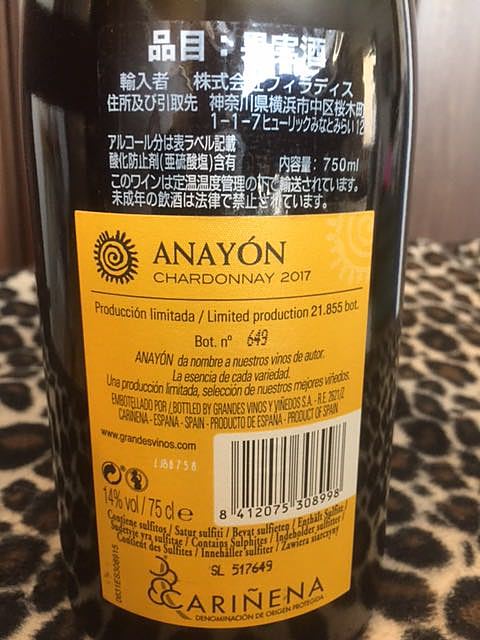 品目：果実酒
輸入者 株式会社フィラディス
住所及び引取先 神奈川県横浜市中区桜木町
1-1-7ヒューリックみなとみらい12
アルコール分は表ラベル記載
酸化防止剤(亜硫酸塩)含有 内容量：750ml
このワインは定温温度管理の下で輸送されています。
未成年の飲酒は法律で禁止されています。
ANAYÓN
CHARDONNAY 2017
Producción limitada / Limited production 21.855 bot.
Bot. nº 649
ANAYÓN da nombre a nuestros vinos de autor.
La esencia de cada variedad.
Una producción limitada, selección de nuestros mejores viñedos.
EMBOTELLADO POR / BOTTLED BY GRANDES VINOS Y VIÑEDOS S.A. - R.E. 2621/Z
CARIÑENA - ESPAÑA - SPAIN - PRODUCTO DE ESPAÑA - PRODUCT OF SPAIN
www.grandesvinos.com
14% vol / 75 cl e
8 412075 308998
Contiene sulfitos / Satur sulfiti / Bevat sulfieten / Enthält Sulfite /
yra sulfitae / Contains Sulphites / Indeholder sulfitter /
Contient des Sulfites / Innehåller sulfiter / Zawiera siarczyny
SL 517649
CARIÑENA
DENOMINACIÓN DE ORIGEN PROTEGIDA